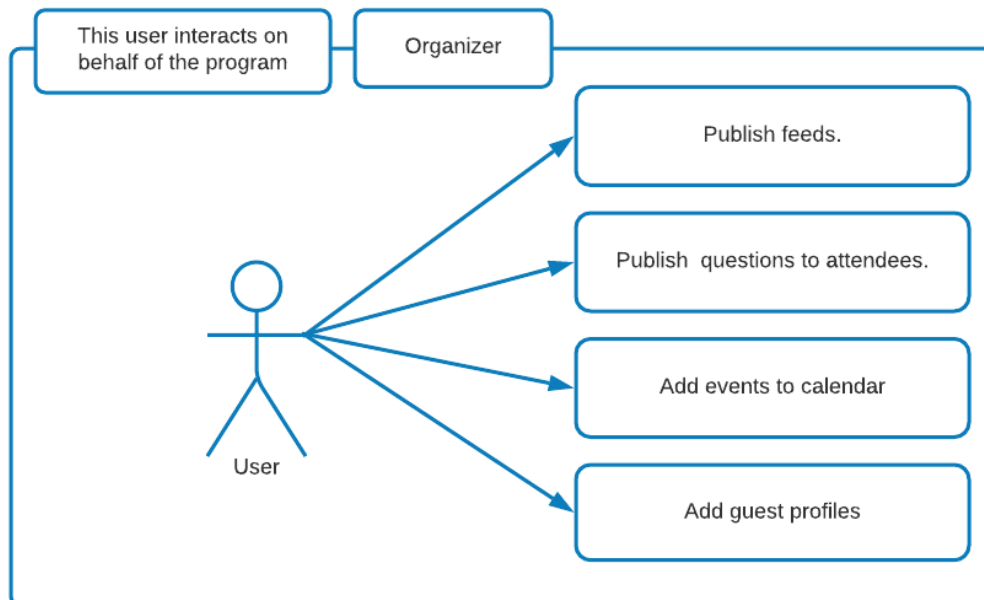 This user interacts on
behalf of the program
Organizer
Publish feeds.
Publish  questions to attendees.
Add events to calendar
Add guest profiles
User